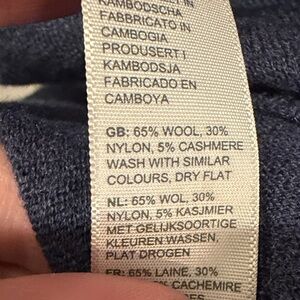 KAMBODSCHA
FABBRICATO IN
CAMBOGIA
PRODUSERT I
KAMBODSJA
FABRICADO EN
CAMBOYA
GB: 65% WOOL, 30%
NYLON, 5% CASHMERE
WASH WITH SIMILAR
COLOURS, DRY FLAT
NL: 65% WOL, 30%
NYLON, 5% KASJMIER
MET GELIJKSOORTIGE
KLEUREN WASSEN,
PLAT DROGEN
FR: 65% LAINE, 30%
CACHEMIRE